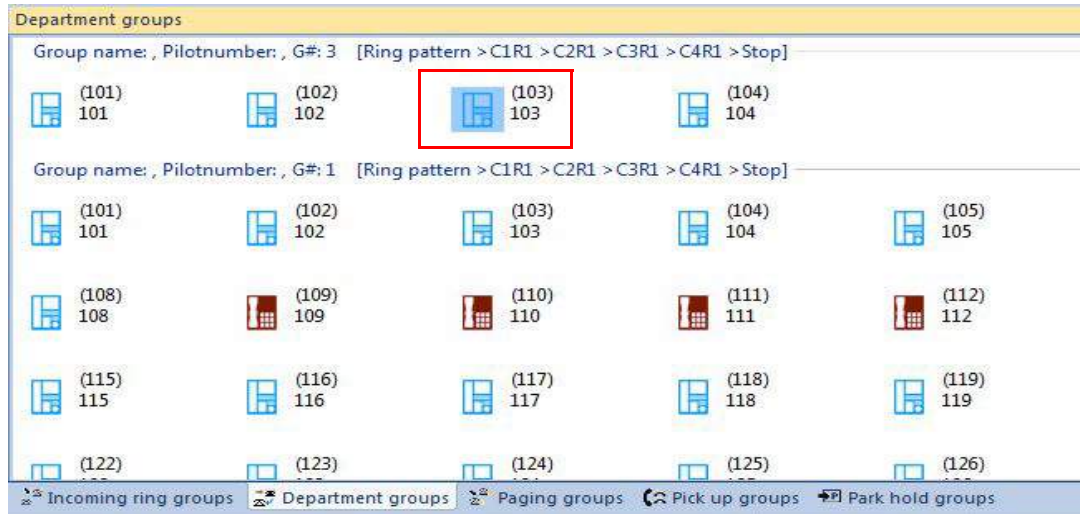 Department groups
Group name: , Pilotnumber: , G#: 3 [Ring pattern > C1R1 > C2R1 > C3R1 > C4R1 > Stop]
(101) (102) (103) (104)
101 102 103 104
Group name: , Pilotnumber: , G#: 1 [Ring pattern > C1R1 > C2R1 > C3R1 > C4R1 > Stop]
(101) (102) (103) (104) (105)
101 102 103 104 105
(108) (109) (110) (111) (112)
108 109 110 111 112
(115) (116) (117) (118) (119)
115 116 117 118 119
(122) (123) (124) (125) (126)
Incoming ring groups Department groups Paging groups Pick up groups Park hold groups